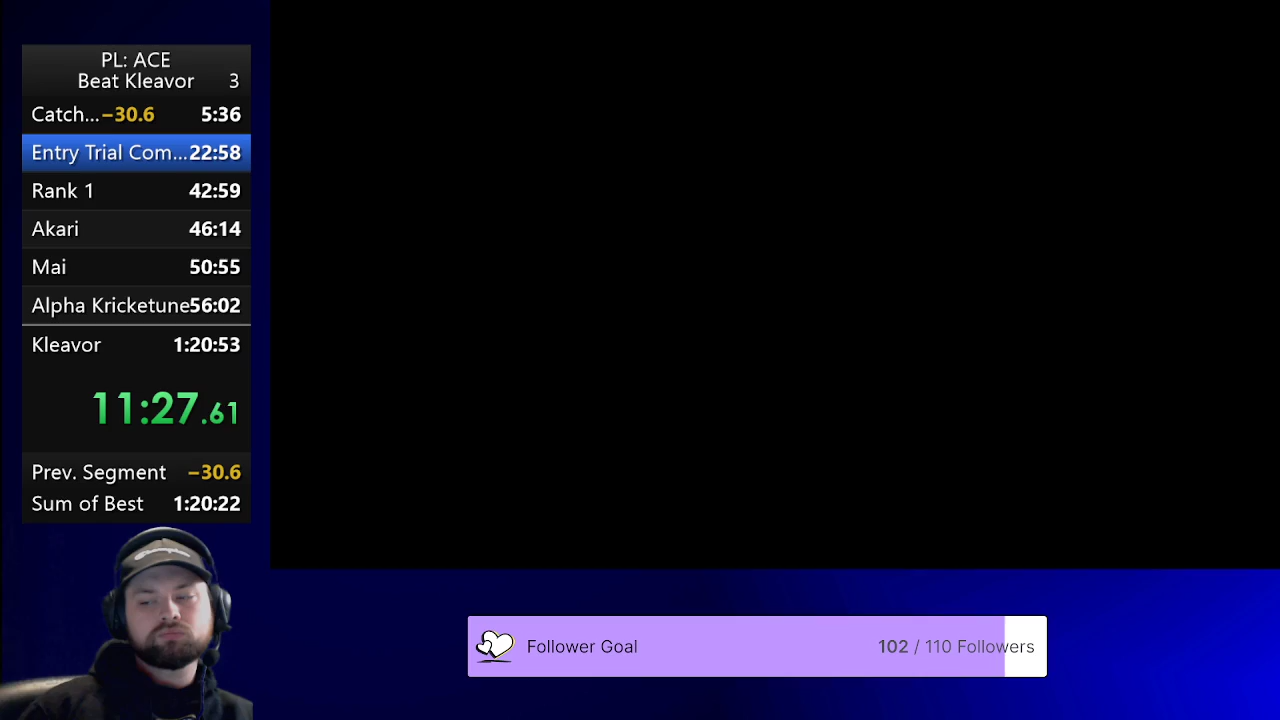 PL: ACE
Beat Kleavor 3
Catch... −30.6 5:36
Entry Trial Com... 22:58
Rank 1 42:59
Akari 46:14
Mai 50:55
Alpha Kricketune 56:02
Kleavor 1:20:53
11:27.61
Prev. Segment −30.6
Sum of Best 1:20:22
Champion
Follower Goal 102 / 110 Followers